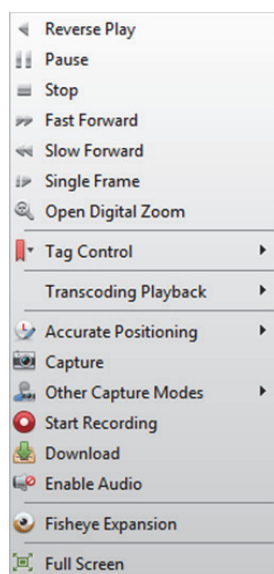 Reverse Play
Pause
Stop
Fast Forward
Slow Forward
Single Frame
Open Digital Zoom
Tag Control
Transcoding Playback
Accurate Positioning
Capture
Other Capture Modes
Start Recording
Download
Enable Audio
Fisheye Expansion
Full Screen